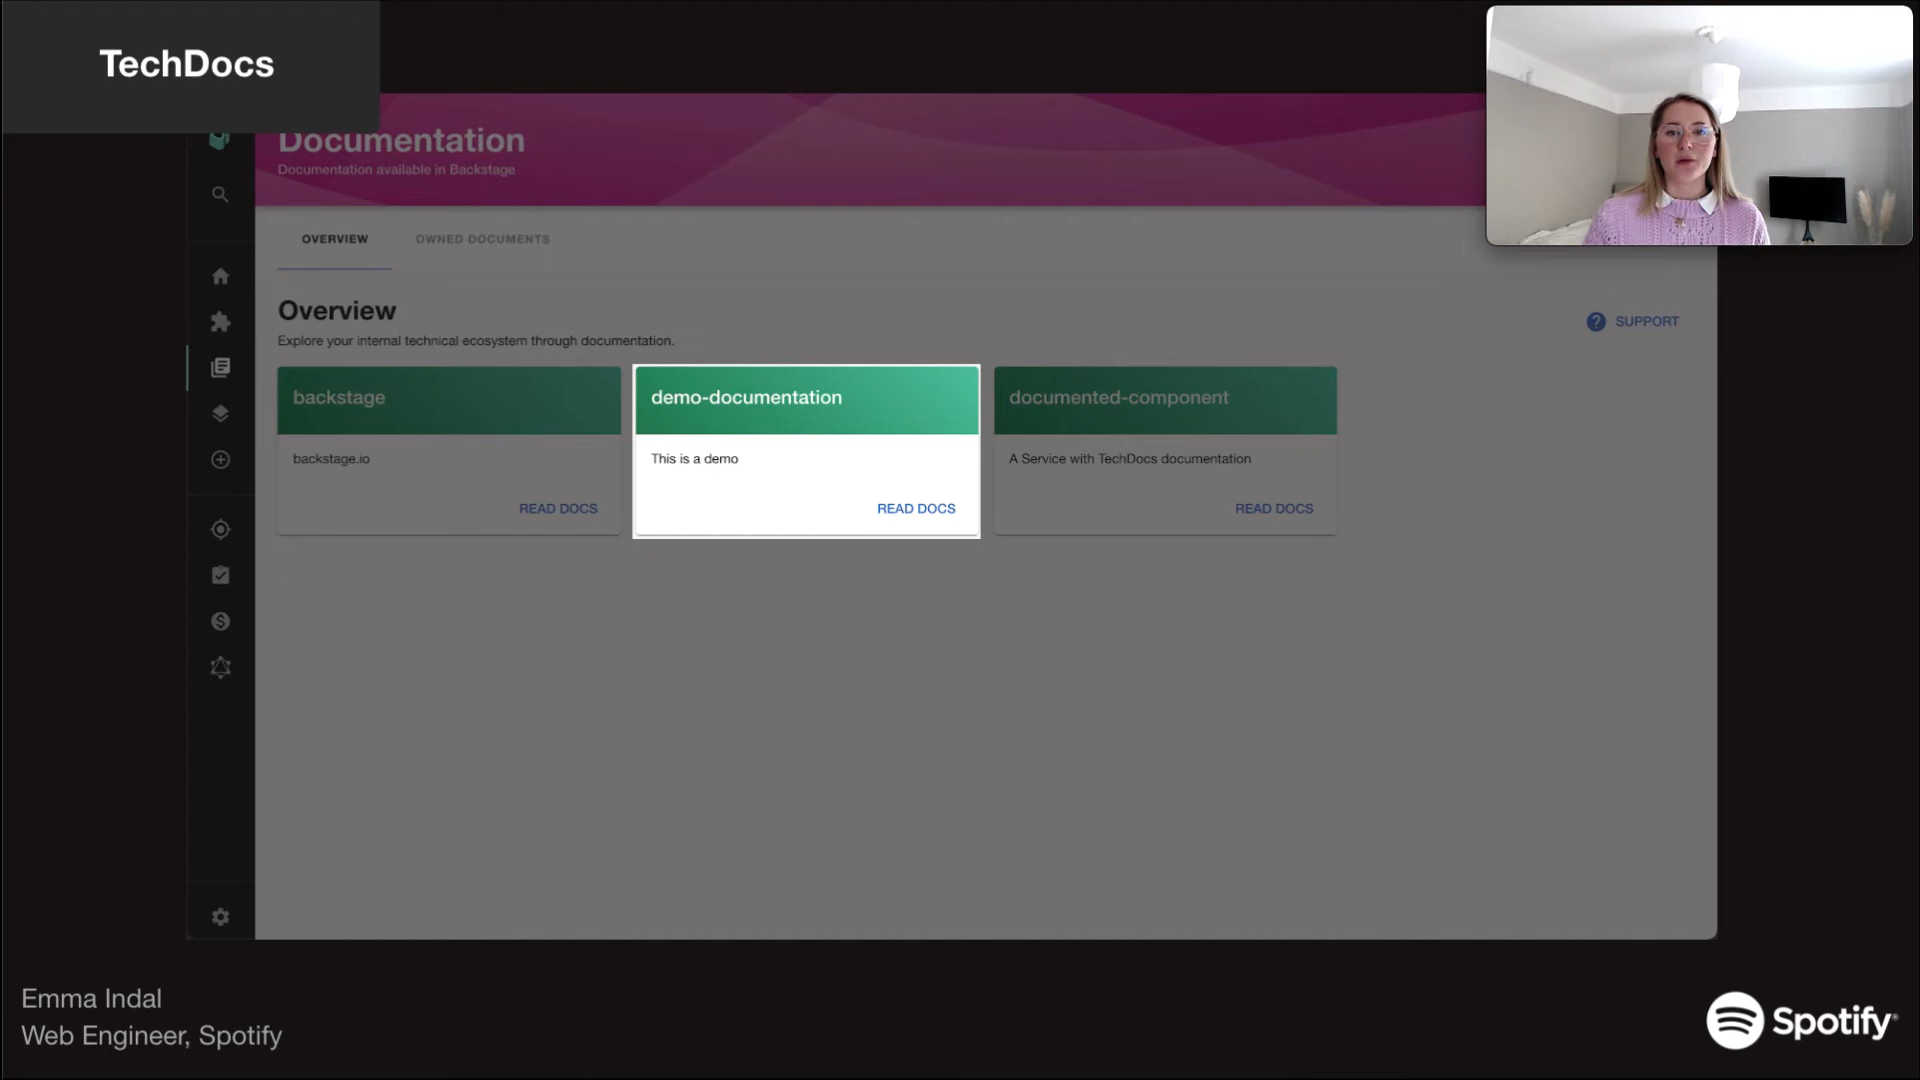 TechDocs
Documentation
Documentation available in Backstage
OVERVIEW
OWNED DOCUMENTS
Overview
Explore your internal technical ecosystem through documentation.
SUPPORT
backstage
backstage.io
READ DOCS
demo-documentation
This is a demo
READ DOCS
documented-component
A Service with TechDocs documentation
READ DOCS
Emma Indal
Web Engineer, Spotify
Spotify